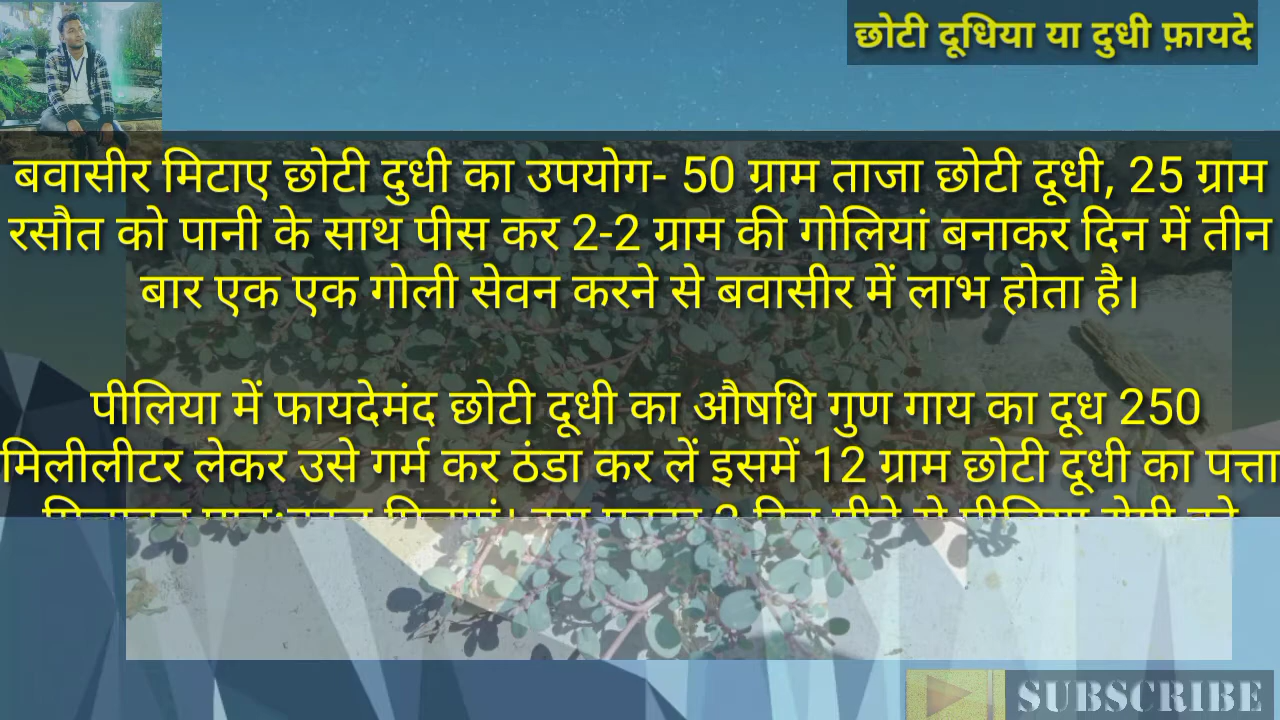 छोटी दूधिया या दुधी फ़ायदे
बवासीर मिटाए छोटी दुधी का उपयोग- 50 ग्राम ताजा छोटी दूधी, 25 ग्राम
रसौत को पानी के साथ पीस कर 2-2 ग्राम की गोलियां बनाकर दिन में तीन
बार एक एक गोली सेवन करने से बवासीर में लाभ होता है।
पीलिया में फायदेमंद छोटी दूधी का औषधि गुण गाय का दूध 250
मिलीलीटर लेकर उसे गर्म कर ठंडा कर लें इसमें 12 ग्राम छोटी दूधी का पत्ता
SUBSCRIBE